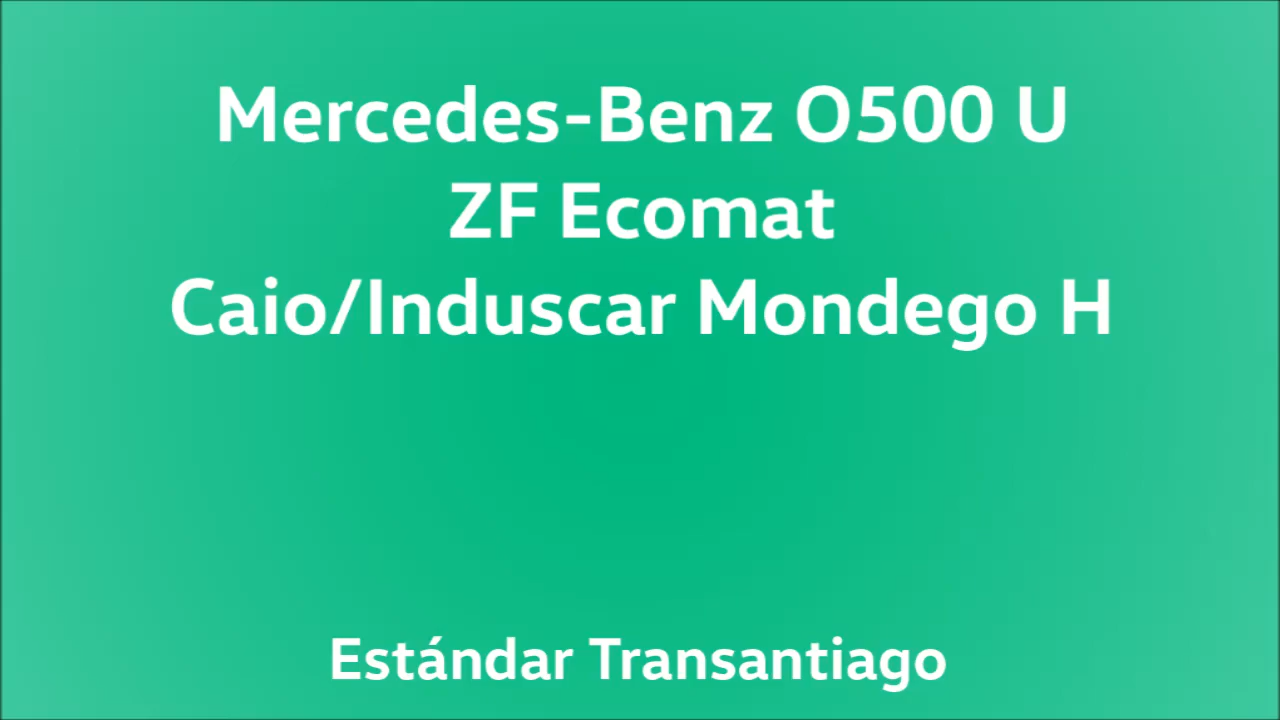 Mercedes-Benz O500 U
ZF Ecomat
Caio/Induscar Mondego H
Estándar Transantiago